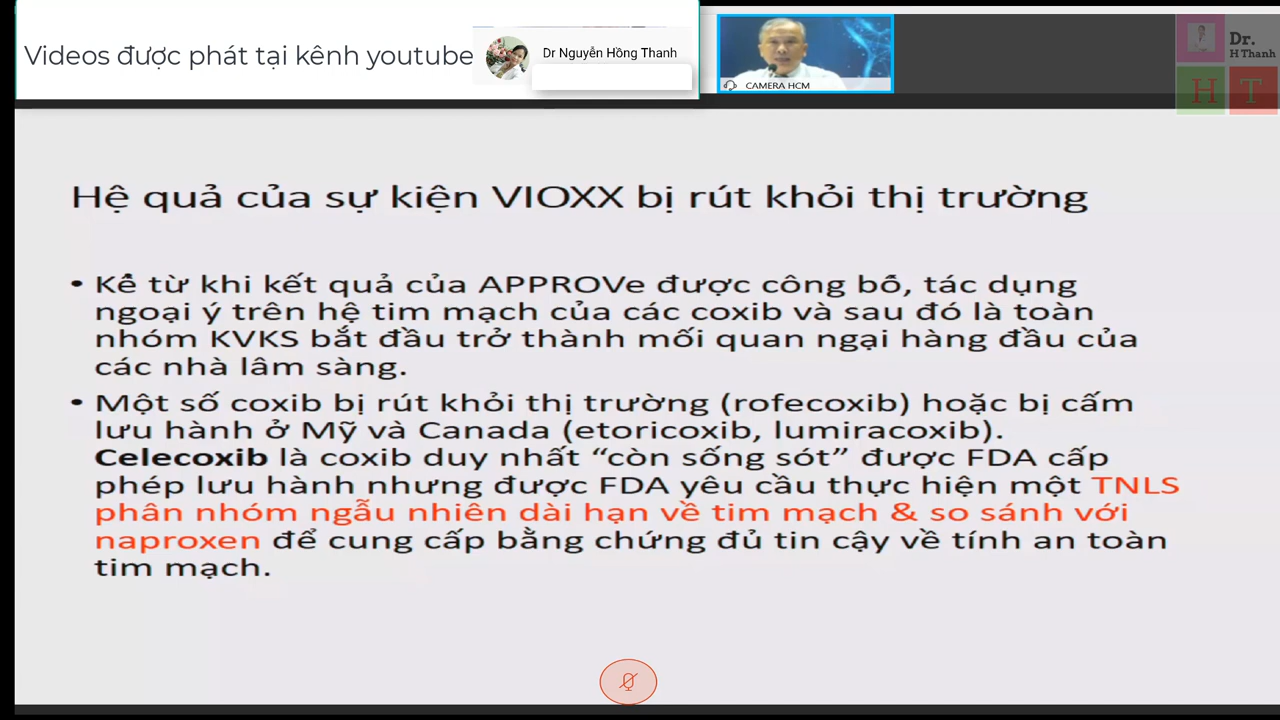 Videos được phát tại kênh youtube
Dr Nguyễn Hồng Thanh
CAMERA HCM
Dr.
H Thanh
H T
Hệ quả của sự kiện VIOXX bị rút khỏi thị trường
• Kể từ khi kết quả của APPROVe được công bố, tác dụng
ngoại ý trên hệ tim mạch của các coxib và sau đó là toàn
nhóm KVKS bắt đầu trở thành mối quan ngại hàng đầu của
các nhà lâm sàng.
• Một số coxib bị rút khỏi thị trường (rofecoxib) hoặc bị cấm
lưu hành ở Mỹ và Canada (etoricoxib, lumiracoxib).
Celecoxib là coxib duy nhất “còn sống sót” được FDA cấp
phép lưu hành nhưng được FDA yêu cầu thực hiện một TNLS
phân nhóm ngẫu nhiên dài hạn về tim mạch & so sánh với
naproxen để cung cấp bằng chứng đủ tin cậy về tính an toàn
tim mạch.